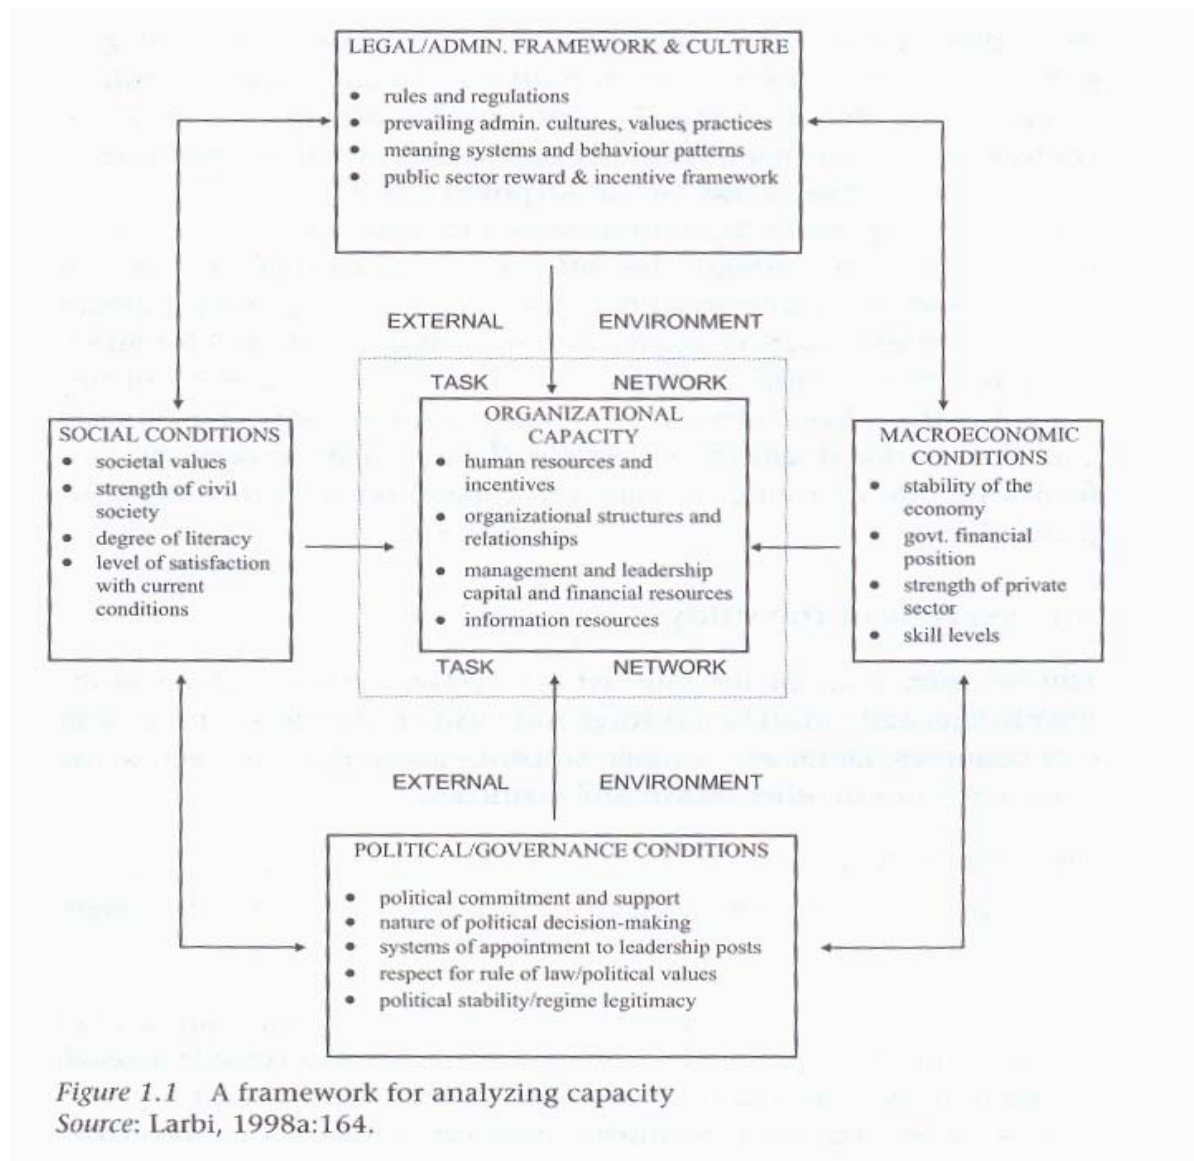 LEGAL/ADMIN. FRAMEWORK & CULTURE
• rules and regulations
• prevailing admin. cultures, values, practices
• meaning systems and behaviour patterns
• public sector reward & incentive framework
EXTERNAL ENVIRONMENT
TASK NETWORK
SOCIAL CONDITIONS
• societal values
• strength of civil
society
• degree of literacy
• level of satisfaction
with current
conditions
ORGANIZATIONAL
CAPACITY
• human resources and
incentives
• organizational structures and
relationships
• management and leadership
capital and financial resources
• information resources
MACROECONOMIC
CONDITIONS
• stability of the
economy
• govt. financial
position
• strength of private
sector
• skill levels
TASK NETWORK
EXTERNAL ENVIRONMENT
POLITICAL/GOVERNANCE CONDITIONS
• political commitment and support
• nature of political decision-making
• systems of appointment to leadership posts
• respect for rule of law/political values
• political stability/regime legitimacy
Figure 1.1 A framework for analyzing capacity
Source: Larbi, 1998a:164.